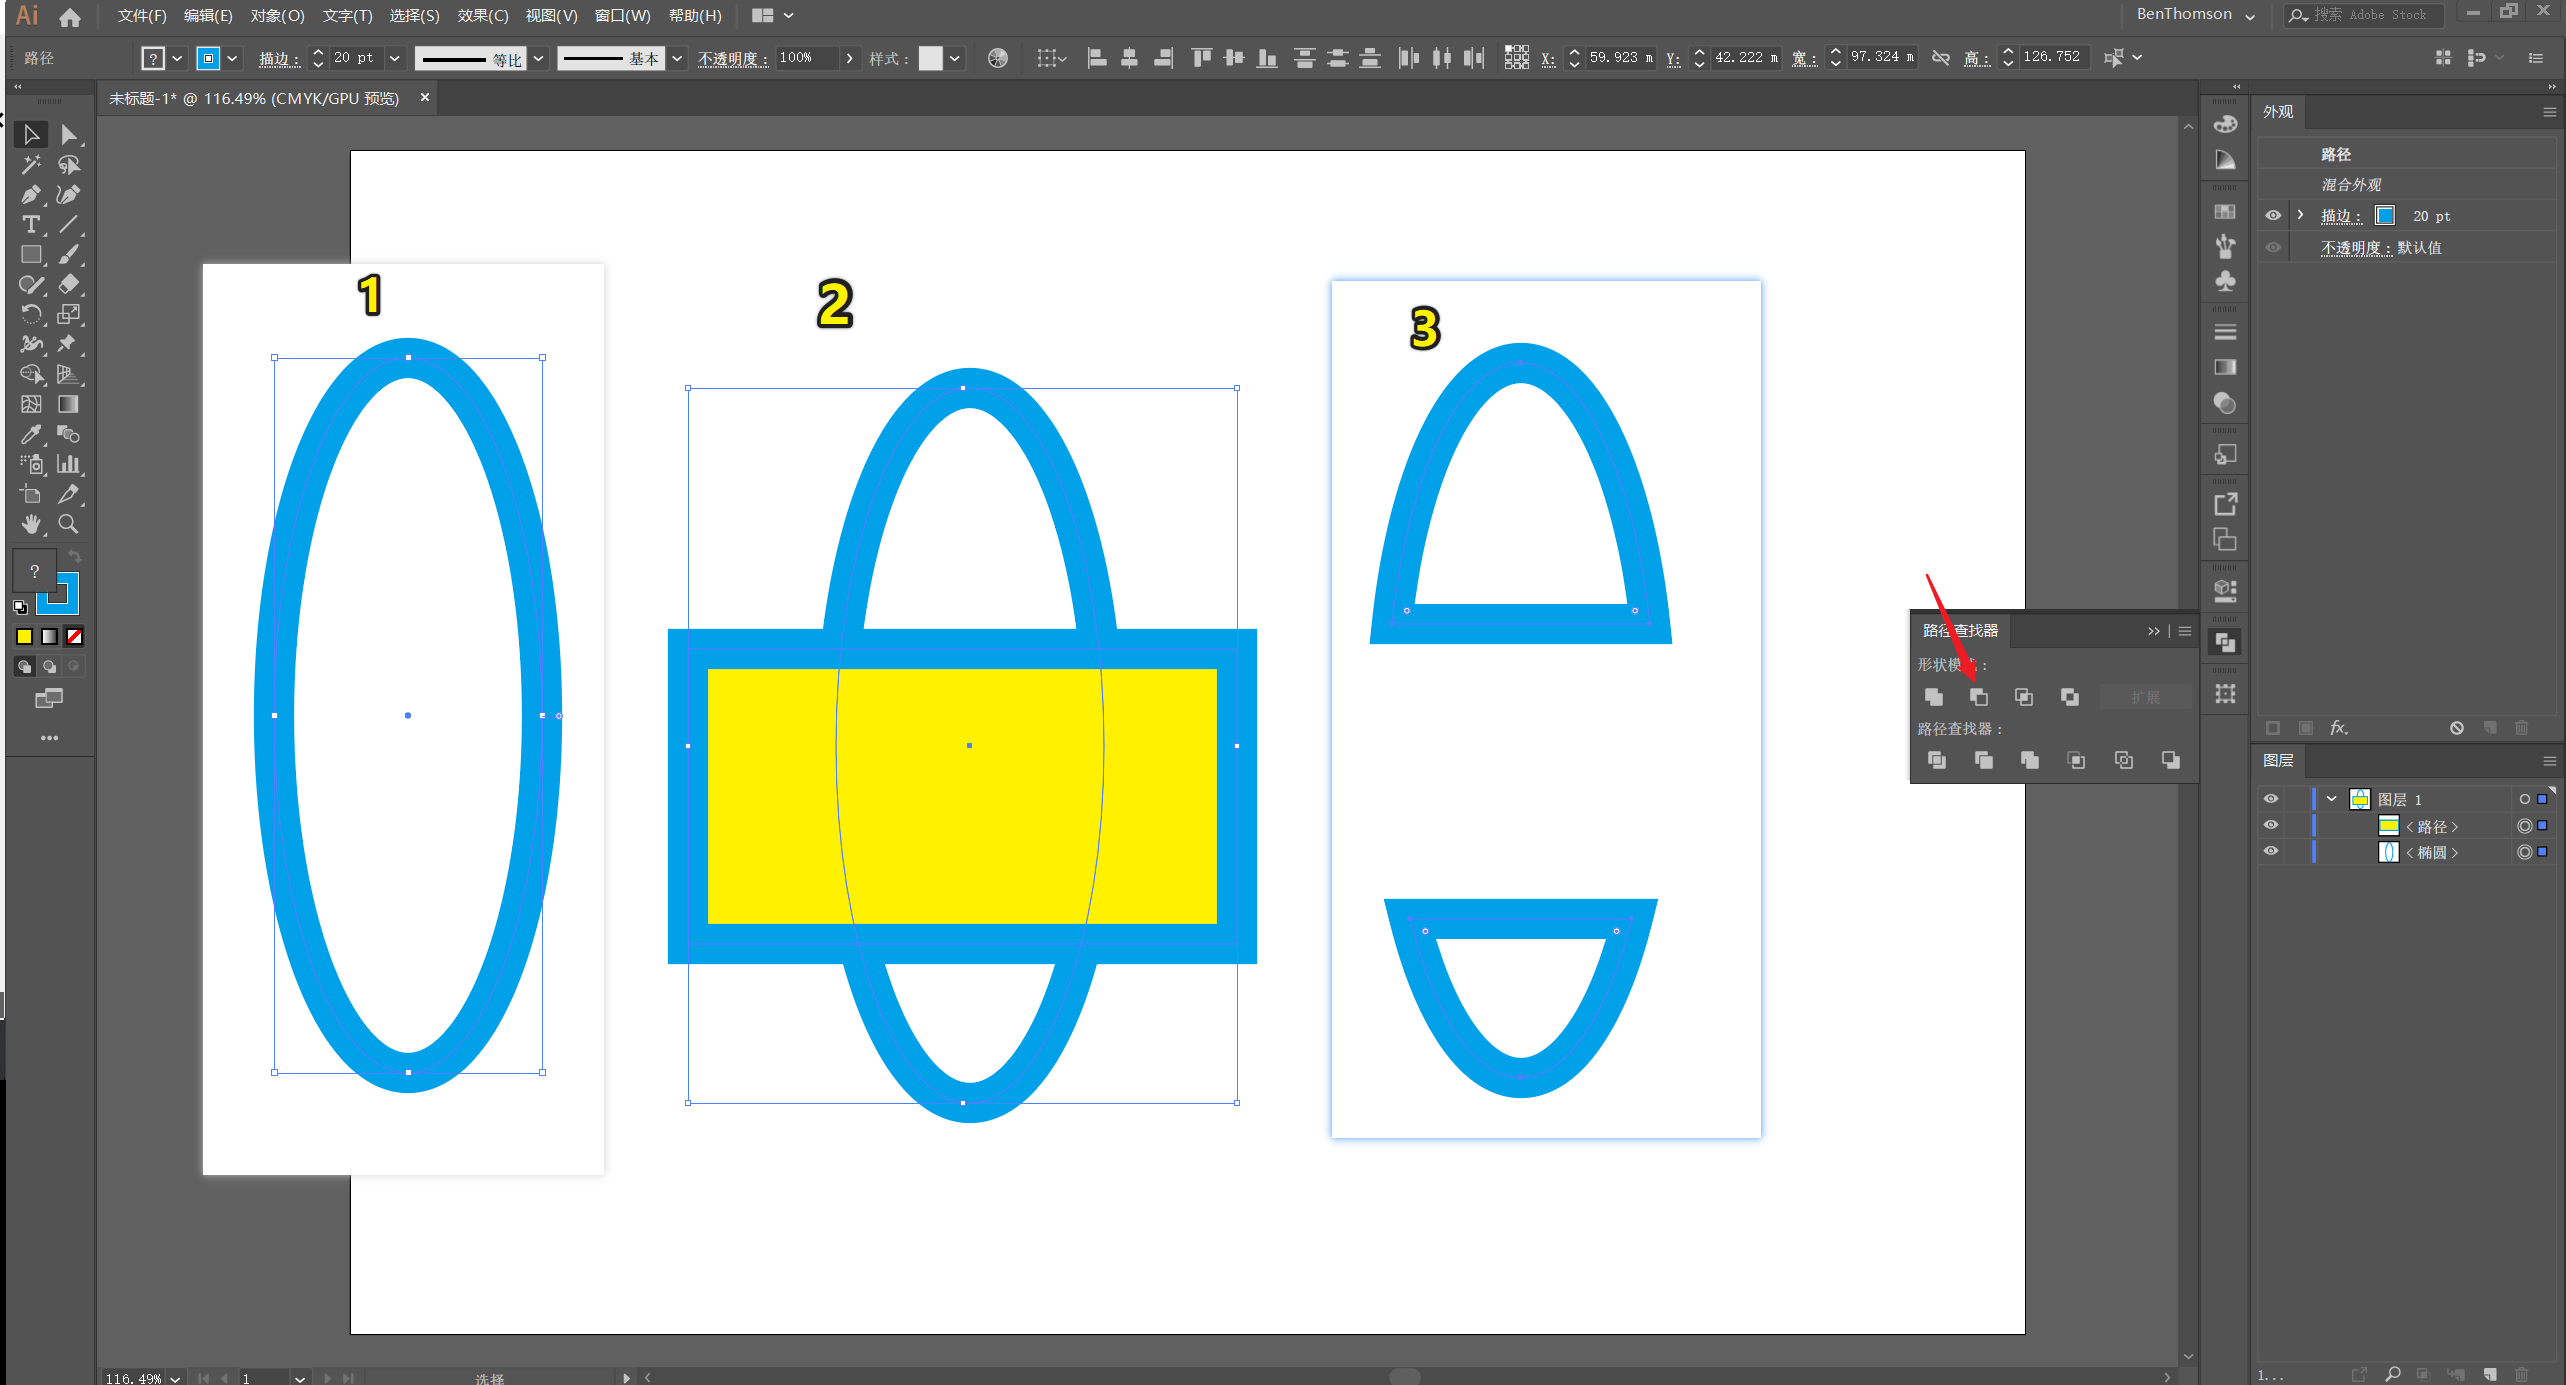 Ai 文件(F) 编辑(E) 对象(O) 文字(T) 选择(S) 效果(C) 视图(V) 窗口(W) 帮助(H) BenThomson 搜索 Adobe Stock
路径 ? 描边: 20 pt 等比 基本 不透明度: 100% 样式: X: 59.923 m Y: 42.222 m 宽: 97.324 m 高: 126.752
未标题-1* @ 116.49% (CMYK/GPU 预览) ×
外观
路径
混合外观
描边: 20 pt
不透明度: 默认值
1
2
3
?
路径查找器
形状模
扩展
路径查找器:
fx
图层
图层 1
<路径>
<椭圆>
116.49% 1 选择
1...